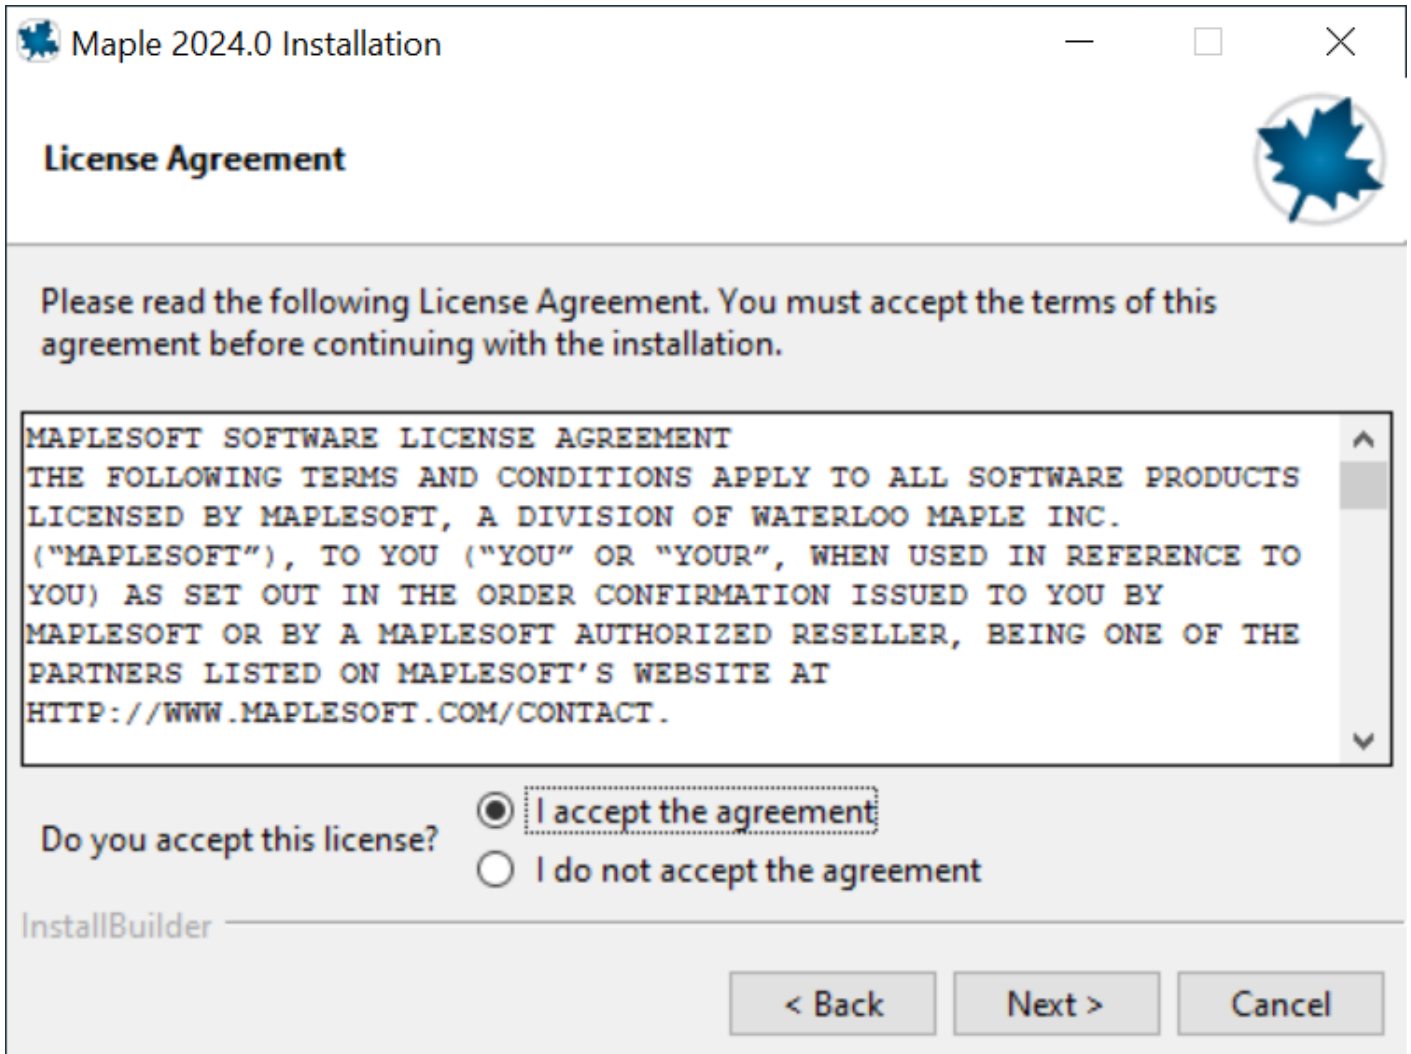 Maple 2024.0 Installation
License Agreement
Please read the following License Agreement. You must accept the terms of this
agreement before continuing with the installation.
MAPLESOFT SOFTWARE LICENSE AGREEMENT
THE FOLLOWING TERMS AND CONDITIONS APPLY TO ALL SOFTWARE PRODUCTS
LICENSED BY MAPLESOFT, A DIVISION OF WATERLOO MAPLE INC.
(“MAPLESOFT”), TO YOU (“YOU” OR “YOUR”, WHEN USED IN REFERENCE TO
YOU) AS SET OUT IN THE ORDER CONFIRMATION ISSUED TO YOU BY
MAPLESOFT OR BY A MAPLESOFT AUTHORIZED RESELLER, BEING ONE OF THE
PARTNERS LISTED ON MAPLESOFT’S WEBSITE AT
HTTP://WWW.MAPLESOFT.COM/CONTACT.
Do you accept this license?
I accept the agreement
I do not accept the agreement
InstallBuilder
< Back
Next >
Cancel